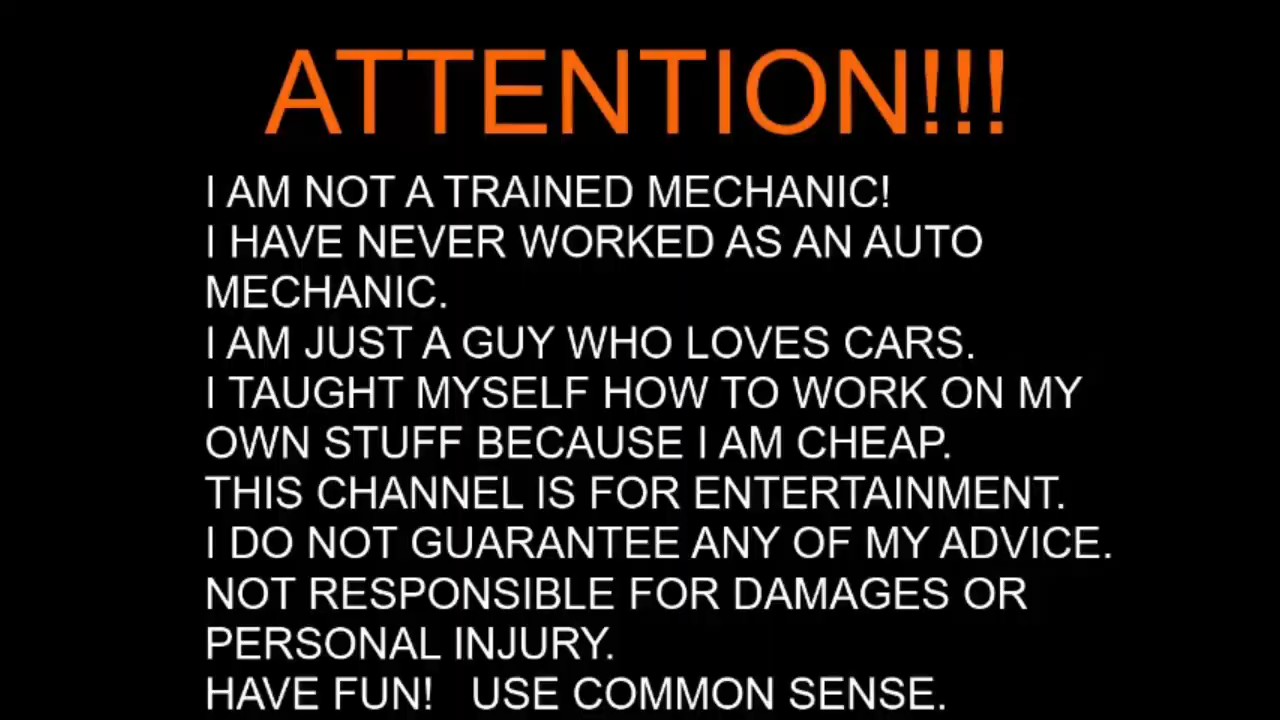 ATTENTION!!!
I AM NOT A TRAINED MECHANIC!
I HAVE NEVER WORKED AS AN AUTO
MECHANIC.
I AM JUST A GUY WHO LOVES CARS.
I TAUGHT MYSELF HOW TO WORK ON MY
OWN STUFF BECAUSE I AM CHEAP.
THIS CHANNEL IS FOR ENTERTAINMENT.
I DO NOT GUARANTEE ANY OF MY ADVICE.
NOT RESPONSIBLE FOR DAMAGES OR
PERSONAL INJURY.
HAVE FUN!   USE COMMON SENSE.